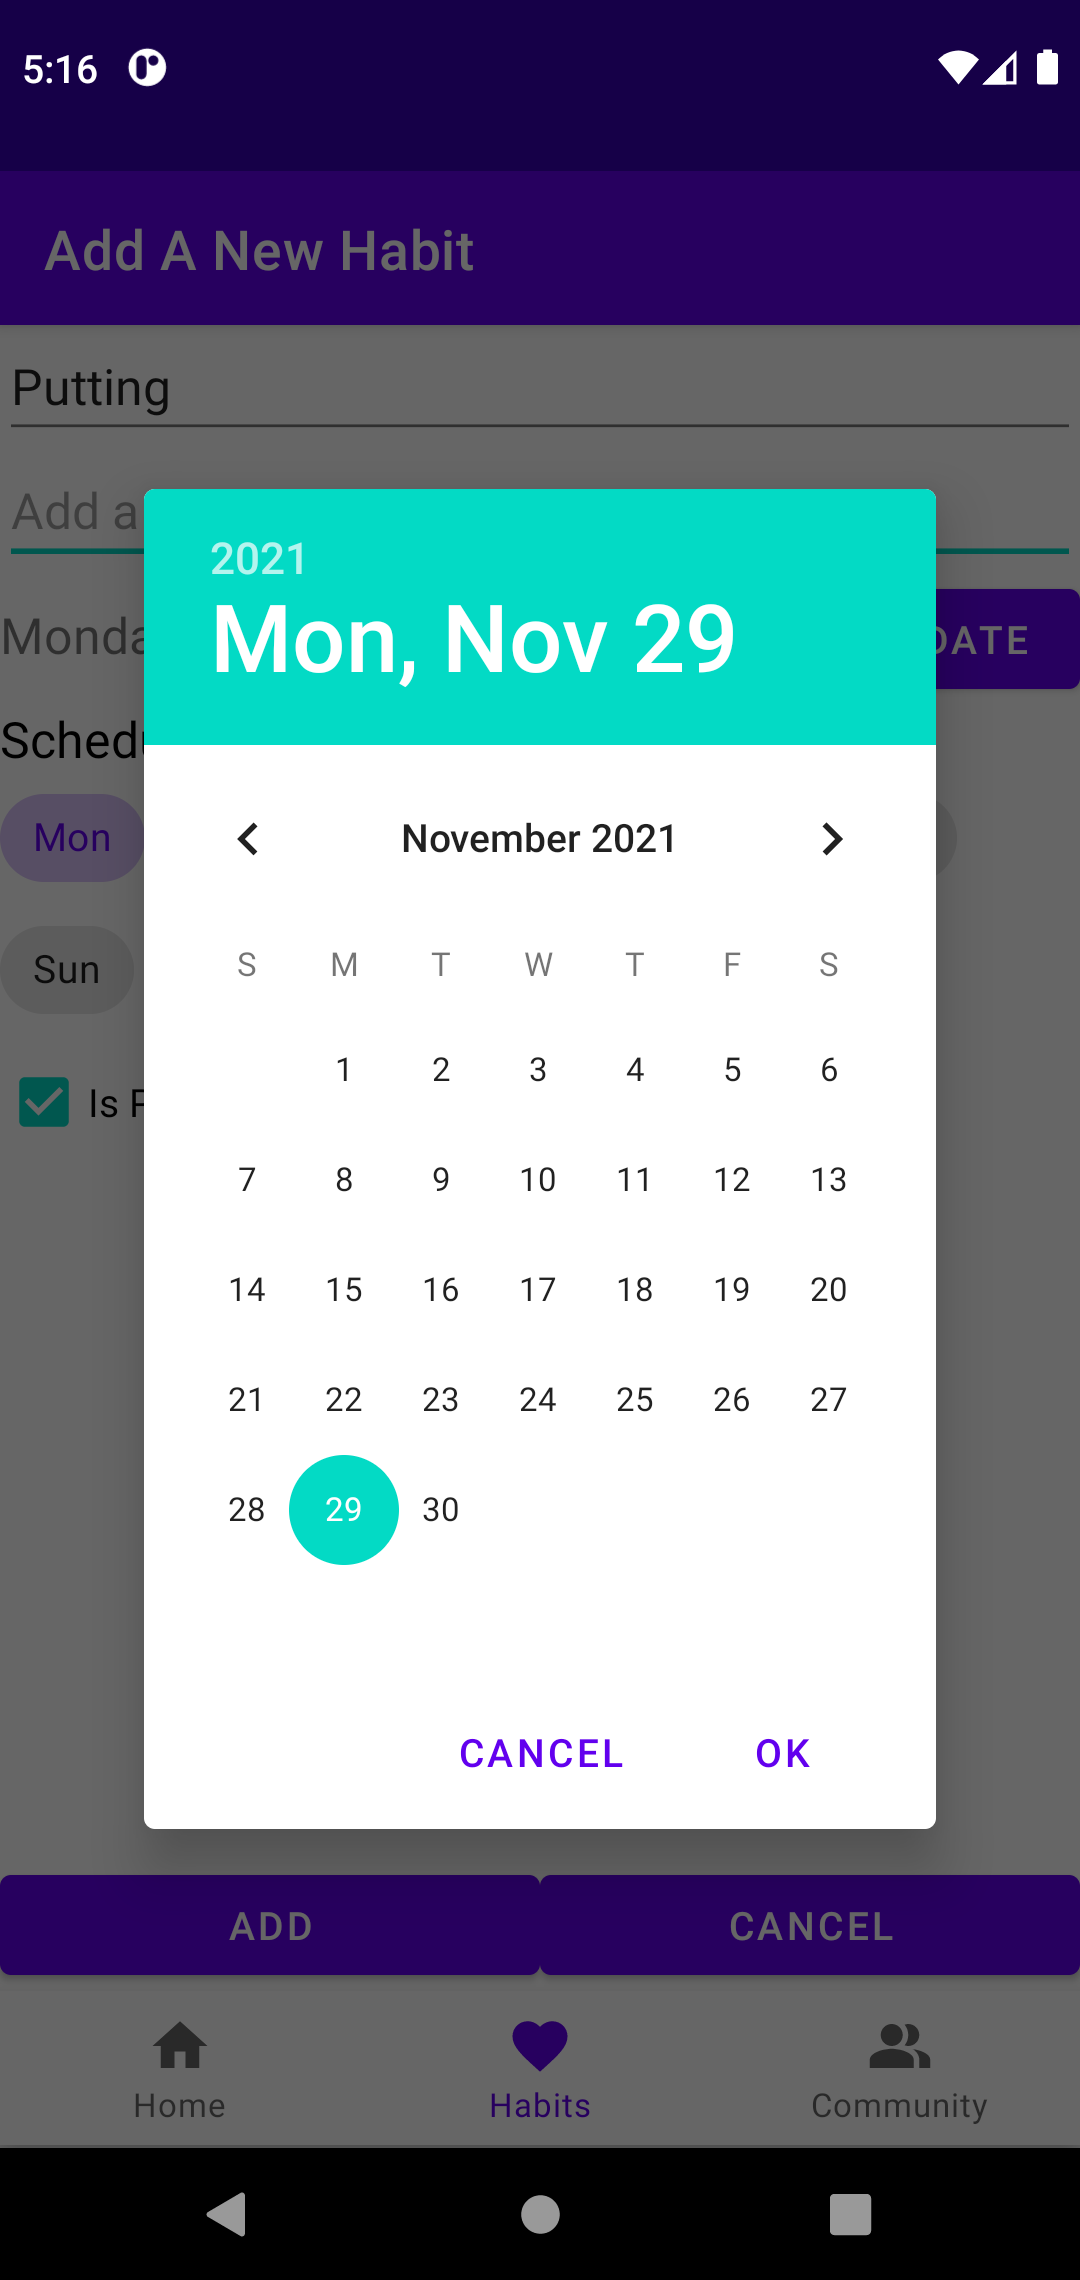 5:16
Add A New Habit
Putting
Add a
2021
Mon, Nov 29
DATE
Mon
November 2021
Sun
S M T W T F S
1 2 3 4 5 6
Is
7 8 9 10 11 12 13
14 15 16 17 18 19 20
21 22 23 24 25 26 27
28 29 30
CANCEL OK
ADD CANCEL
Home Habits Community